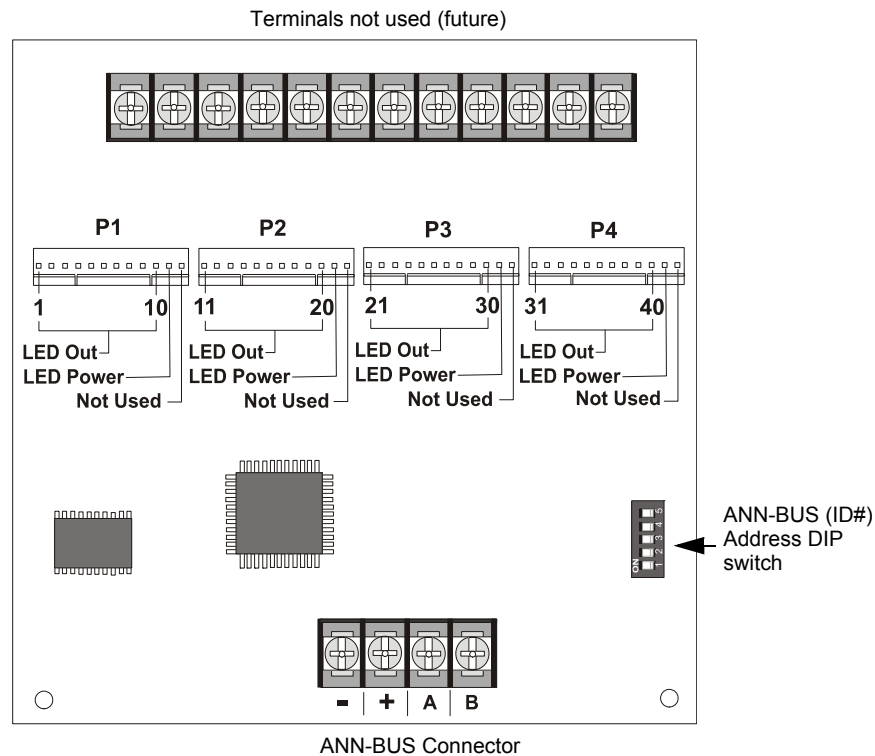 Terminals not used (future)
P1 P2 P3 P4
1 10 11 20 21 30 31 40
LED Out LED Out LED Out LED Out
LED Power LED Power LED Power LED Power
Not Used Not Used Not Used Not Used
ON 1 2 3 4 5
ANN-BUS (ID#)
Address DIP
switch
- + A B
ANN-BUS Connector